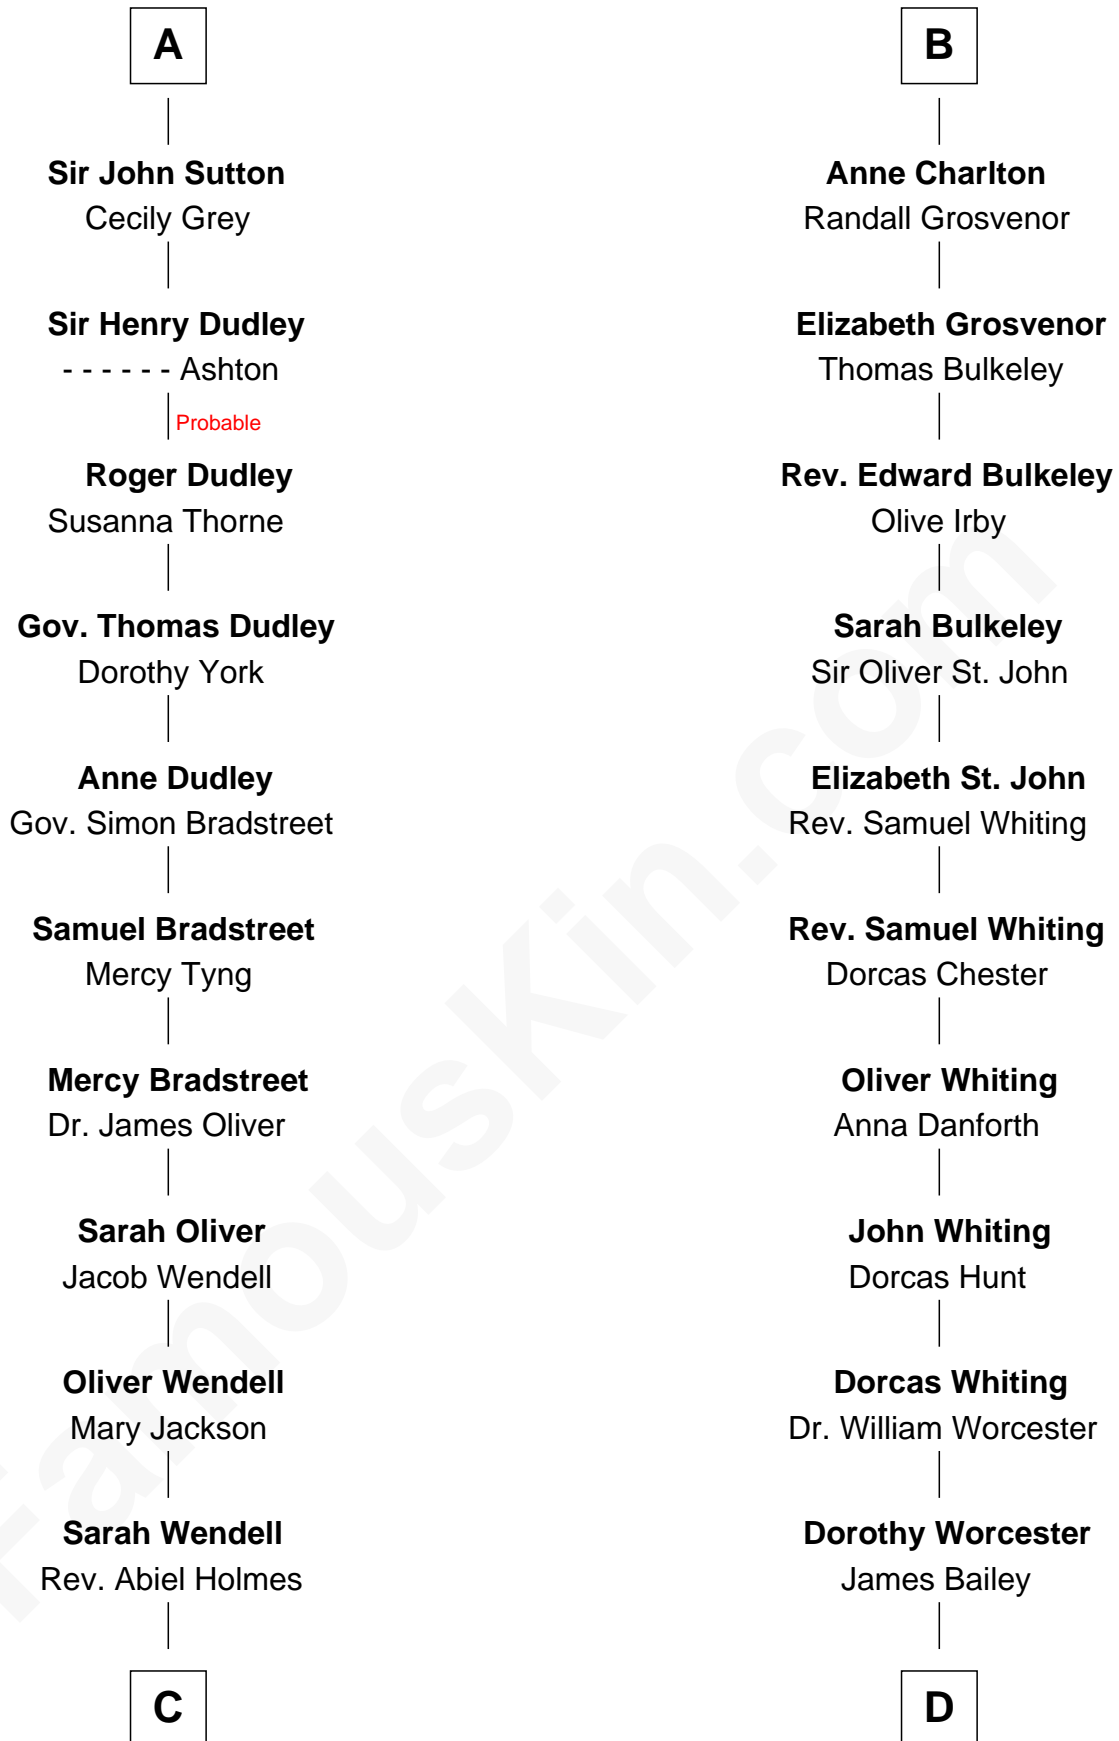 A
Sir John Sutton
Cecily Grey
Sir Henry Dudley
- - - - - - Ashton
Probable
Roger Dudley
Susanna Thorne
Gov. Thomas Dudley
Dorothy York
Anne Dudley
Gov. Simon Bradstreet
Samuel Bradstreet
Mercy Tyng
Mercy Bradstreet
Dr. James Oliver
Sarah Oliver
Jacob Wendell
Oliver Wendell
Mary Jackson
Sarah Wendell
Rev. Abiel Holmes
C
B
Anne Charlton
Randall Grosvenor
Elizabeth Grosvenor
Thomas Bulkeley
Rev. Edward Bulkeley
Olive Irby
Sarah Bulkeley
Sir Oliver St. John
Elizabeth St. John
Rev. Samuel Whiting
Rev. Samuel Whiting
Dorcas Chester
Oliver Whiting
Anna Danforth
John Whiting
Dorcas Hunt
Dorcas Whiting
Dr. William Worcester
Dorothy Worcester
James Bailey
D
FamousKin.com